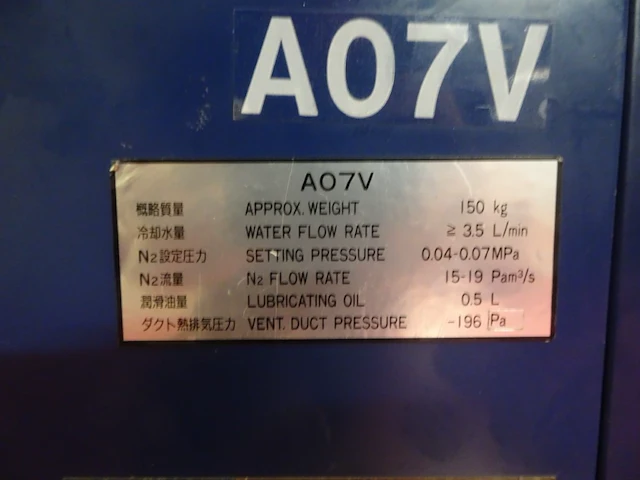 A07V
A07V
概略質量 APPROX. WEIGHT 150 kg
冷却水量 WATER FLOW RATE ≥ 3.5 L/min
N2設定圧力 SETTING PRESSURE 0.04-0.07MPa
N2流量 N2 FLOW RATE 15-19 Pam³/s
潤滑油量 LUBRICATING OIL 0.5 L
ダクト熱排気圧力 VENT. DUCT PRESSURE -196 Pa